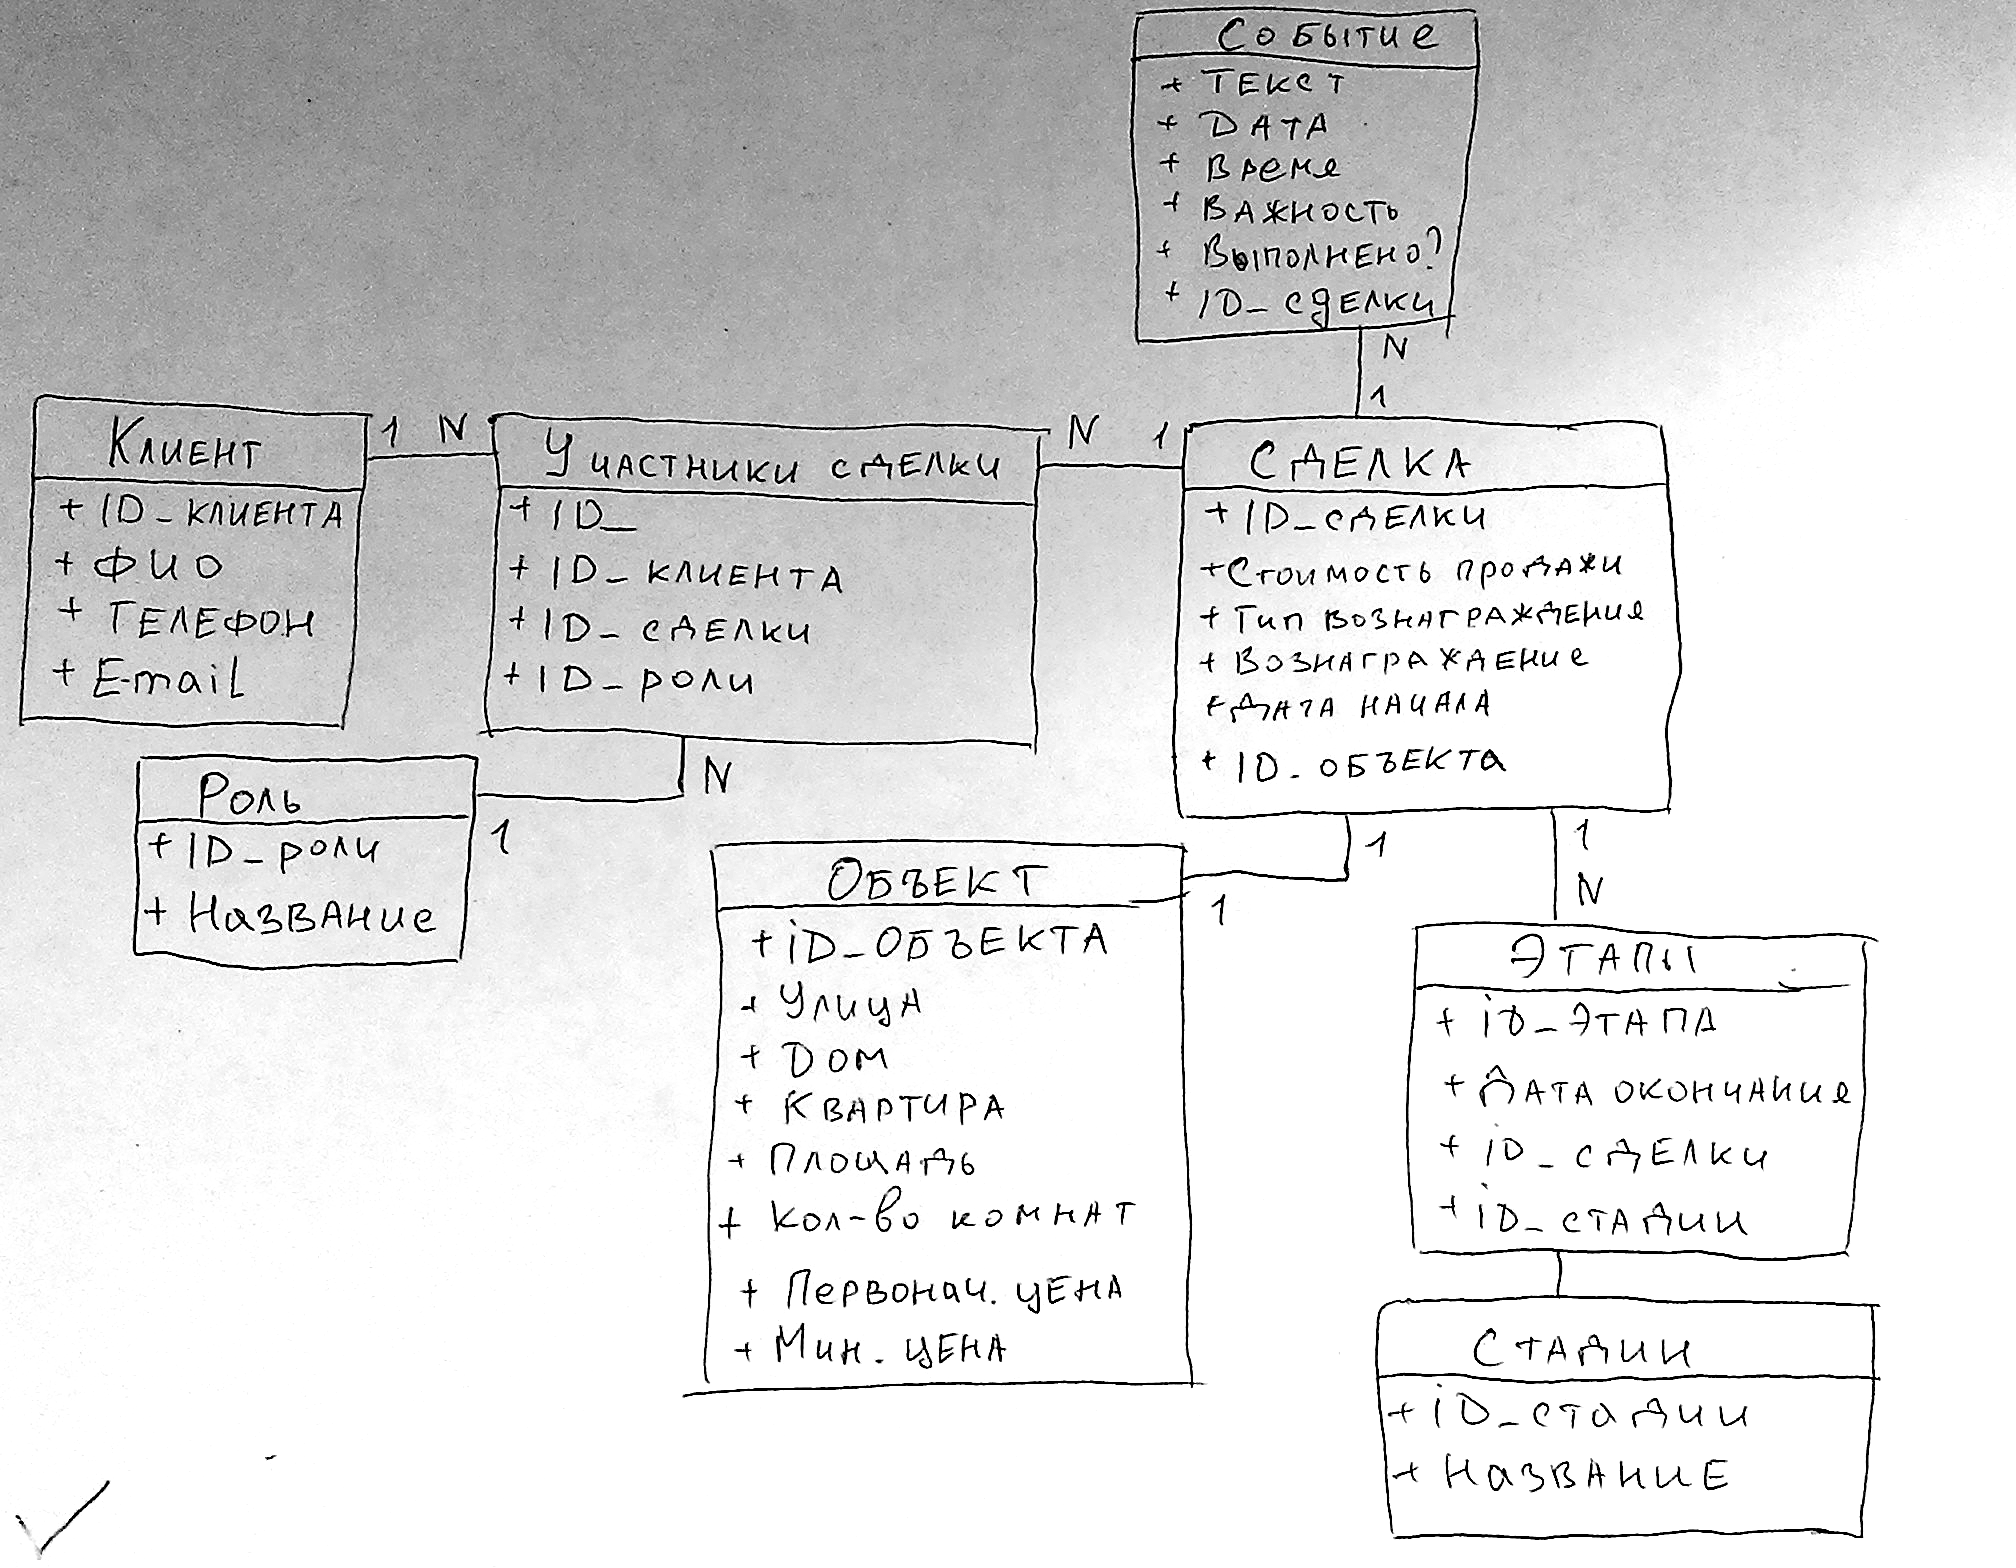 Событие
+ Текст
+ Дата
+ Время
+ Важность
+ Выполнено?
+ ID_сделки
N
1
Клиент
+ ID_клиента
+ ФИО
+ Телефон
+ E-mail
1 N
Участники сделки
+ ID_
+ ID_клиента
+ ID_сделки
+ ID_роли
N 1
Сделка
+ ID_сделки
+ Стоимость продажи
+ Тип вознаграждения
+ Вознаграждение
+ Дата начала
+ ID_объекта
N
1
Роль
+ ID_роли
+ Название
1
1
Объект
+ iD_объекта
+ Улица
+ Дом
+ Квартира
+ Площадь
+ Кол-во комнат
+ Первонач. цена
+ Мин. цена
1
N
Этапы
+ iD_этапа
+ Дата окончания
+ iD_сделки
+ iD_стадии
Стадии
+ iD_стадии
+ Название